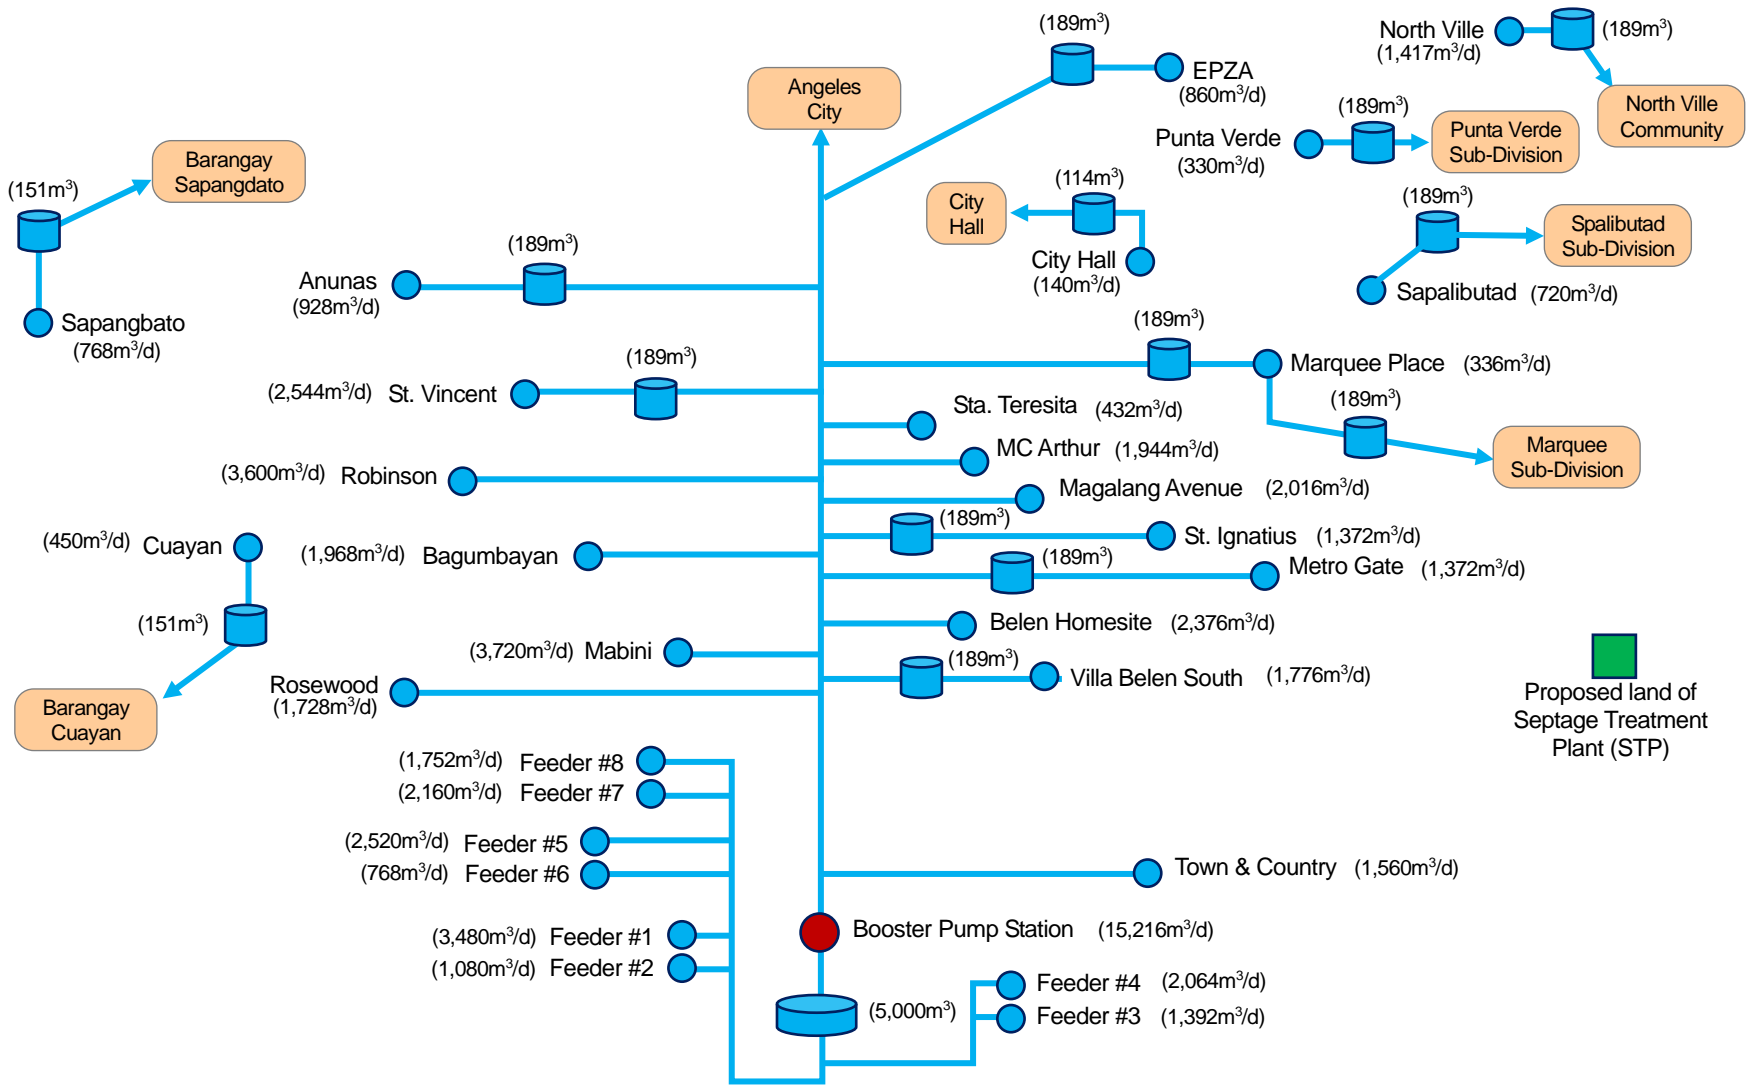 (189m³)
EPZA
(860m³/d)
North Ville
(1,417m³/d)
(189m³)
North Ville
Community
Angeles
City
(189m³)
Punta Verde
(330m³/d)
Punta Verde
Sub-Division
Barangay
Sapangdato
(151m³)
Sapangbato
(768m³/d)
City
Hall
(114m³)
City Hall
(140m³/d)
(189m³)
Spalibutad
Sub-Division
Sapalibutad (720m³/d)
Anunas
(928m³/d)
(189m³)
(189m³)
Marquee Place (336m³/d)
(189m³)
Marquee
Sub-Division
(2,544m³/d) St. Vincent
(189m³)
Sta. Teresita (432m³/d)
MC Arthur (1,944m³/d)
(3,600m³/d) Robinson
Magalang Avenue (2,016m³/d)
(189m³)
St. Ignatius (1,372m³/d)
(450m³/d) Cuayan
(151m³)
Barangay
Cuayan
(1,968m³/d) Bagumbayan
(189m³)
Metro Gate (1,372m³/d)
Belen Homesite (2,376m³/d)
(3,720m³/d) Mabini
(189m³)
Villa Belen South (1,776m³/d)
Rosewood
(1,728m³/d)
Proposed land of
Septage Treatment
Plant (STP)
(1,752m³/d) Feeder #8
(2,160m³/d) Feeder #7
(2,520m³/d) Feeder #5
(768m³/d) Feeder #6
Town & Country (1,560m³/d)
(3,480m³/d) Feeder #1
(1,080m³/d) Feeder #2
Booster Pump Station (15,216m³/d)
(5,000m³)
Feeder #4 (2,064m³/d)
Feeder #3 (1,392m³/d)